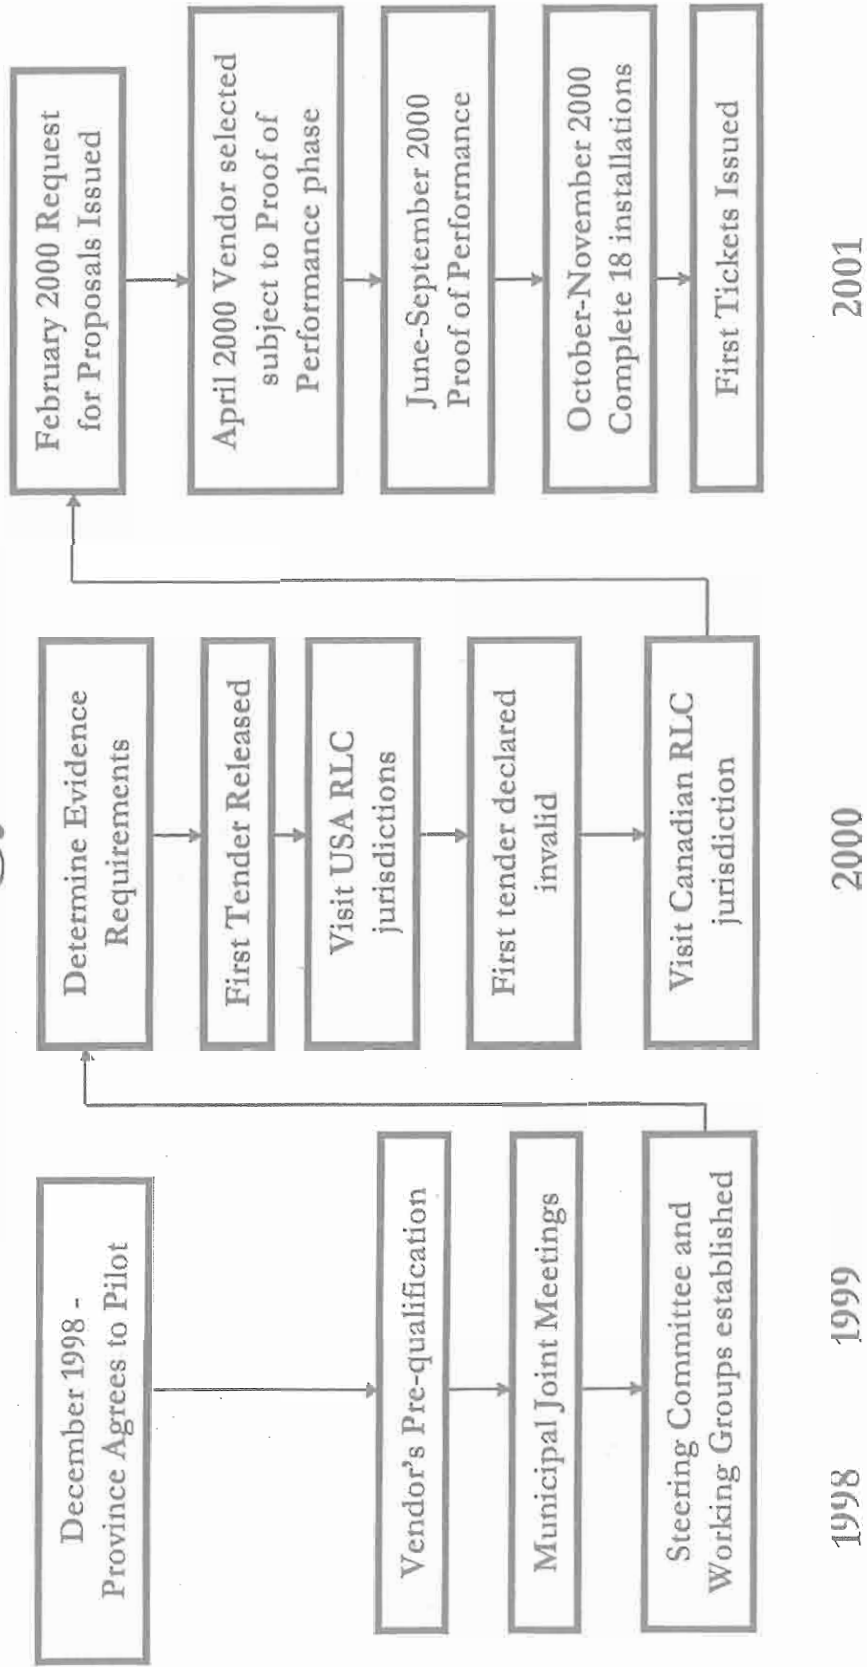 December 1998 -
Province Agrees to Pilot
Vendor's Pre-qualification
Municipal Joint Meetings
Steering Committee and
Working Groups established
Determine Evidence
Requirements
First Tender Released
Visit USA RLC
jurisdictions
First tender declared
invalid
Visit Canadian RLC
jurisdiction
February 2000 Request
for Proposals Issued
April 2000 Vendor selected
subject to Proof of
Performance phase
June-September 2000
Proof of Performance
October-November 2000
Complete 18 installations
First Tickets Issued
1998 1999 2000 2001